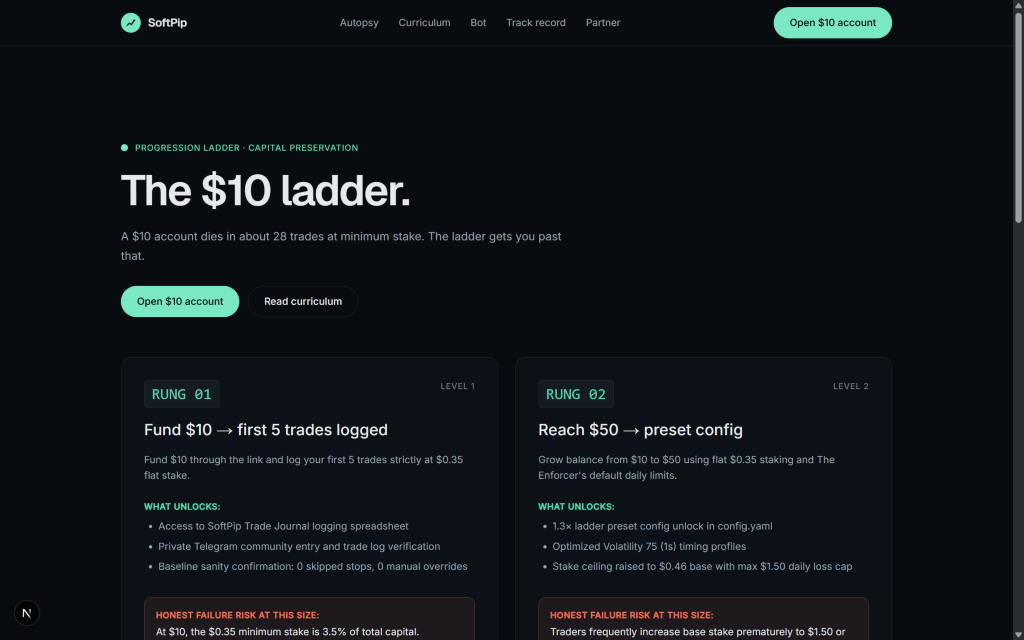 SoftPip
Autopsy
Curriculum
Bot
Track record
Partner
Open $10 account
PROGRESSION LADDER · CAPITAL PRESERVATION
The $10 ladder.
A $10 account dies in about 28 trades at minimum stake. The ladder gets you past
that.
Open $10 account
Read curriculum
RUNG 01
LEVEL 1
Fund $10 → first 5 trades logged
Fund $10 through the link and log your first 5 trades strictly at $0.35
flat stake.
WHAT UNLOCKS:
• Access to SoftPip Trade Journal logging spreadsheet
• Private Telegram community entry and trade log verification
• Baseline sanity confirmation: 0 skipped stops, 0 manual overrides
HONEST FAILURE RISK AT THIS SIZE:
At $10, the $0.35 minimum stake is 3.5% of total capital.
RUNG 02
LEVEL 2
Reach $50 → preset config
Grow balance from $10 to $50 using flat $0.35 staking and The
Enforcer's default daily limits.
WHAT UNLOCKS:
• 1.3× ladder preset config unlock in config.yaml
• Optimized Volatility 75 (1s) timing profiles
• Stake ceiling raised to $0.46 base with max $1.50 daily loss cap
HONEST FAILURE RISK AT THIS SIZE:
Traders frequently increase base stake prematurely to $1.50 or
N